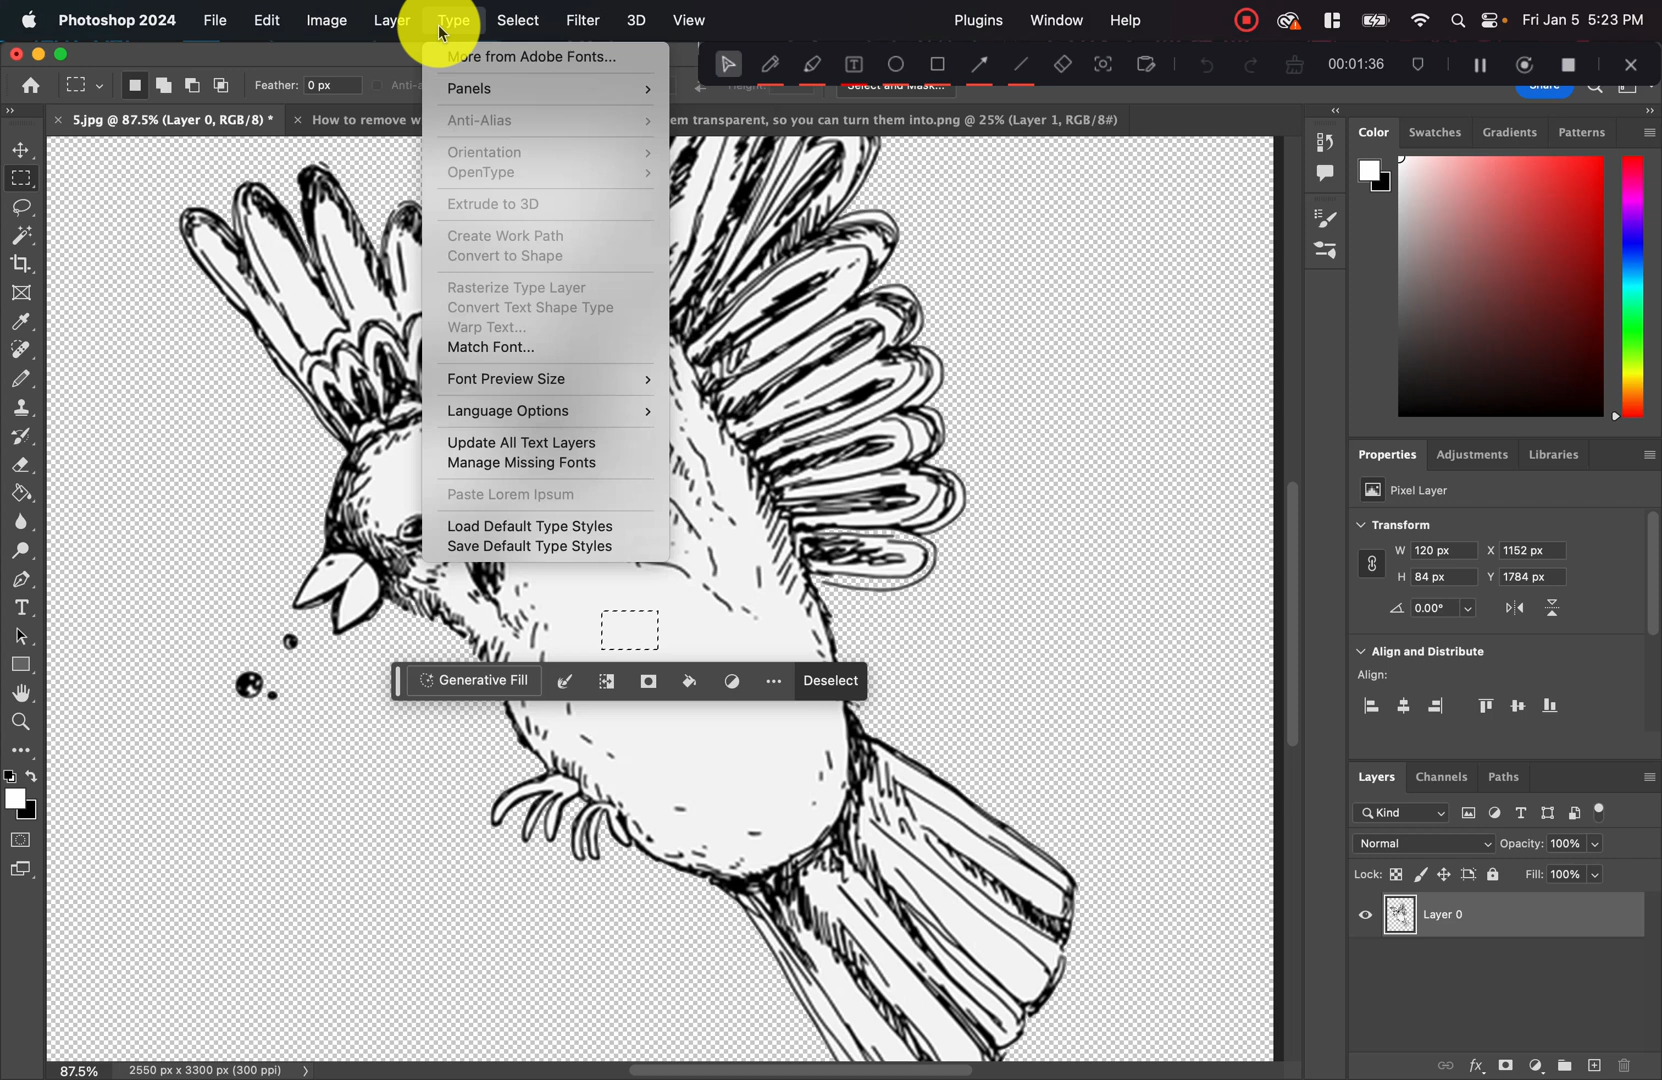 Photoshop 2024 File Edit Image Layer Type Select Filter 3D View Plugins Window Help Fri Jan 5 5:23 PM
00:01:36
Feather: 0 px Select and Mask... Share
5.jpg @ 87.5% (Layer 0, RGB/8) * How to remove w em transparent, so you can turn them into.png @ 25% (Layer 1, RGB/8#)
More from Adobe Fonts...
Panels
Anti-Alias
Orientation
OpenType
Extrude to 3D
Create Work Path
Convert to Shape
Rasterize Type Layer
Convert Text Shape Type
Warp Text...
Match Font...
Font Preview Size
Language Options
Update All Text Layers
Manage Missing Fonts
Paste Lorem Ipsum
Load Default Type Styles
Save Default Type Styles
Generative Fill Deselect
Color Swatches Gradients Patterns
Properties Adjustments Libraries
Pixel Layer
Transform
W 120 px X 1152 px
H 84 px Y 1784 px
0.00°
Align and Distribute
Align:
Layers Channels Paths
Kind
Normal Opacity: 100%
Lock: Fill: 100%
Layer 0
87.5% 2550 px x 3300 px (300 ppi)